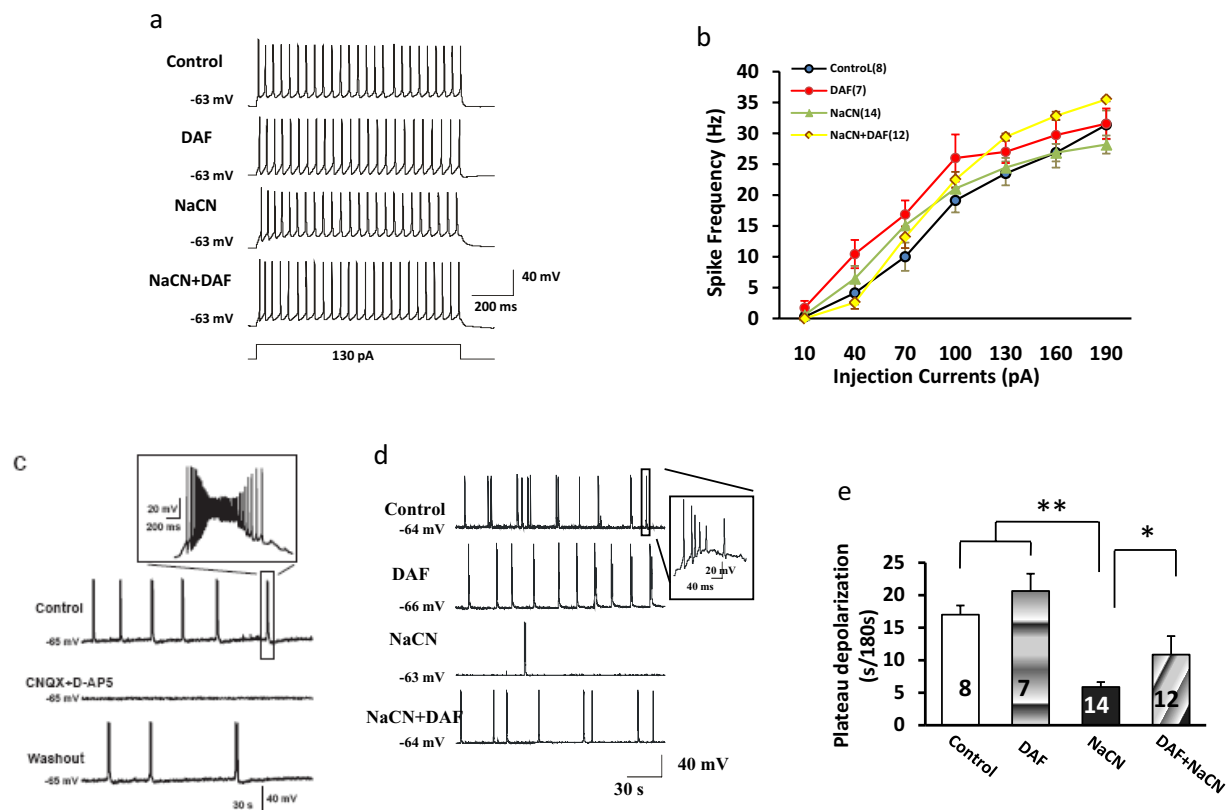 a
Control
-63 mV
DAF
-63 mV
NaCN
-63 mV
NaCN+DAF
-63 mV
40 mV
200 ms
130 pA
b
ControL(8)
DAF(7)
NaCN(14)
NaCN+DAF(12)
Spike Frequency (Hz)
40
35
30
25
20
15
10
5
0
10 40 70 100 130 160 190
Injection Currents (pA)
c
20 mV
200 ms
Control
-65 mV
CNQX+D-AP5
-65 mV
Washout
-65 mV
30 s
40 mV
d
Control
-64 mV
20 mV
40 ms
DAF
-66 mV
NaCN
-63 mV
NaCN+DAF
-64 mV
40 mV
30 s
e
**
*
Plateau depolarization
(s/180s)
25
20
15
10
5
0
8
7
14
12
Control
DAF
NaCN
DAF+NaCN